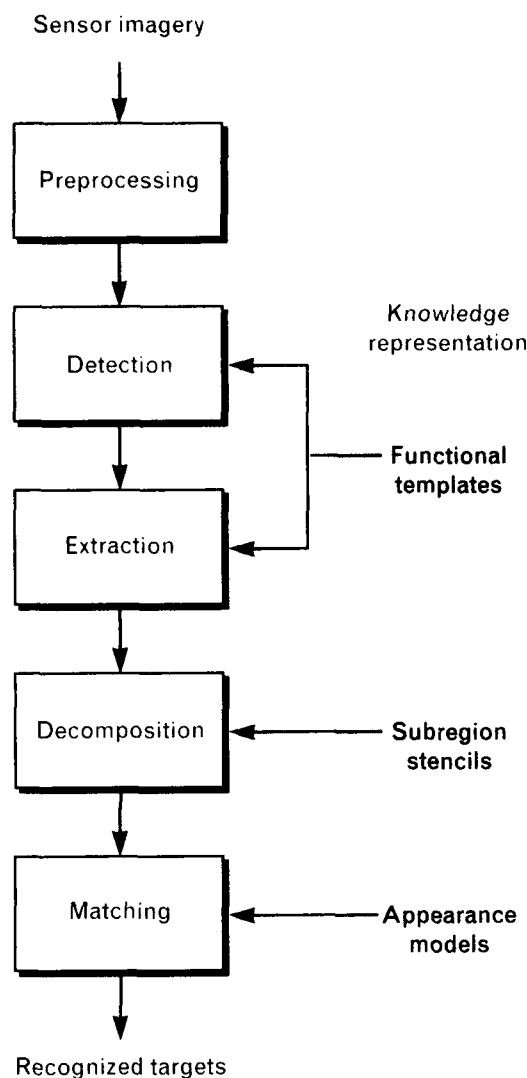 Sensor imagery
Preprocessing
Detection
Knowledge
representation
Functional
templates
Extraction
Decomposition
Subregion
stencils
Matching
Appearance
models
Recognized targets